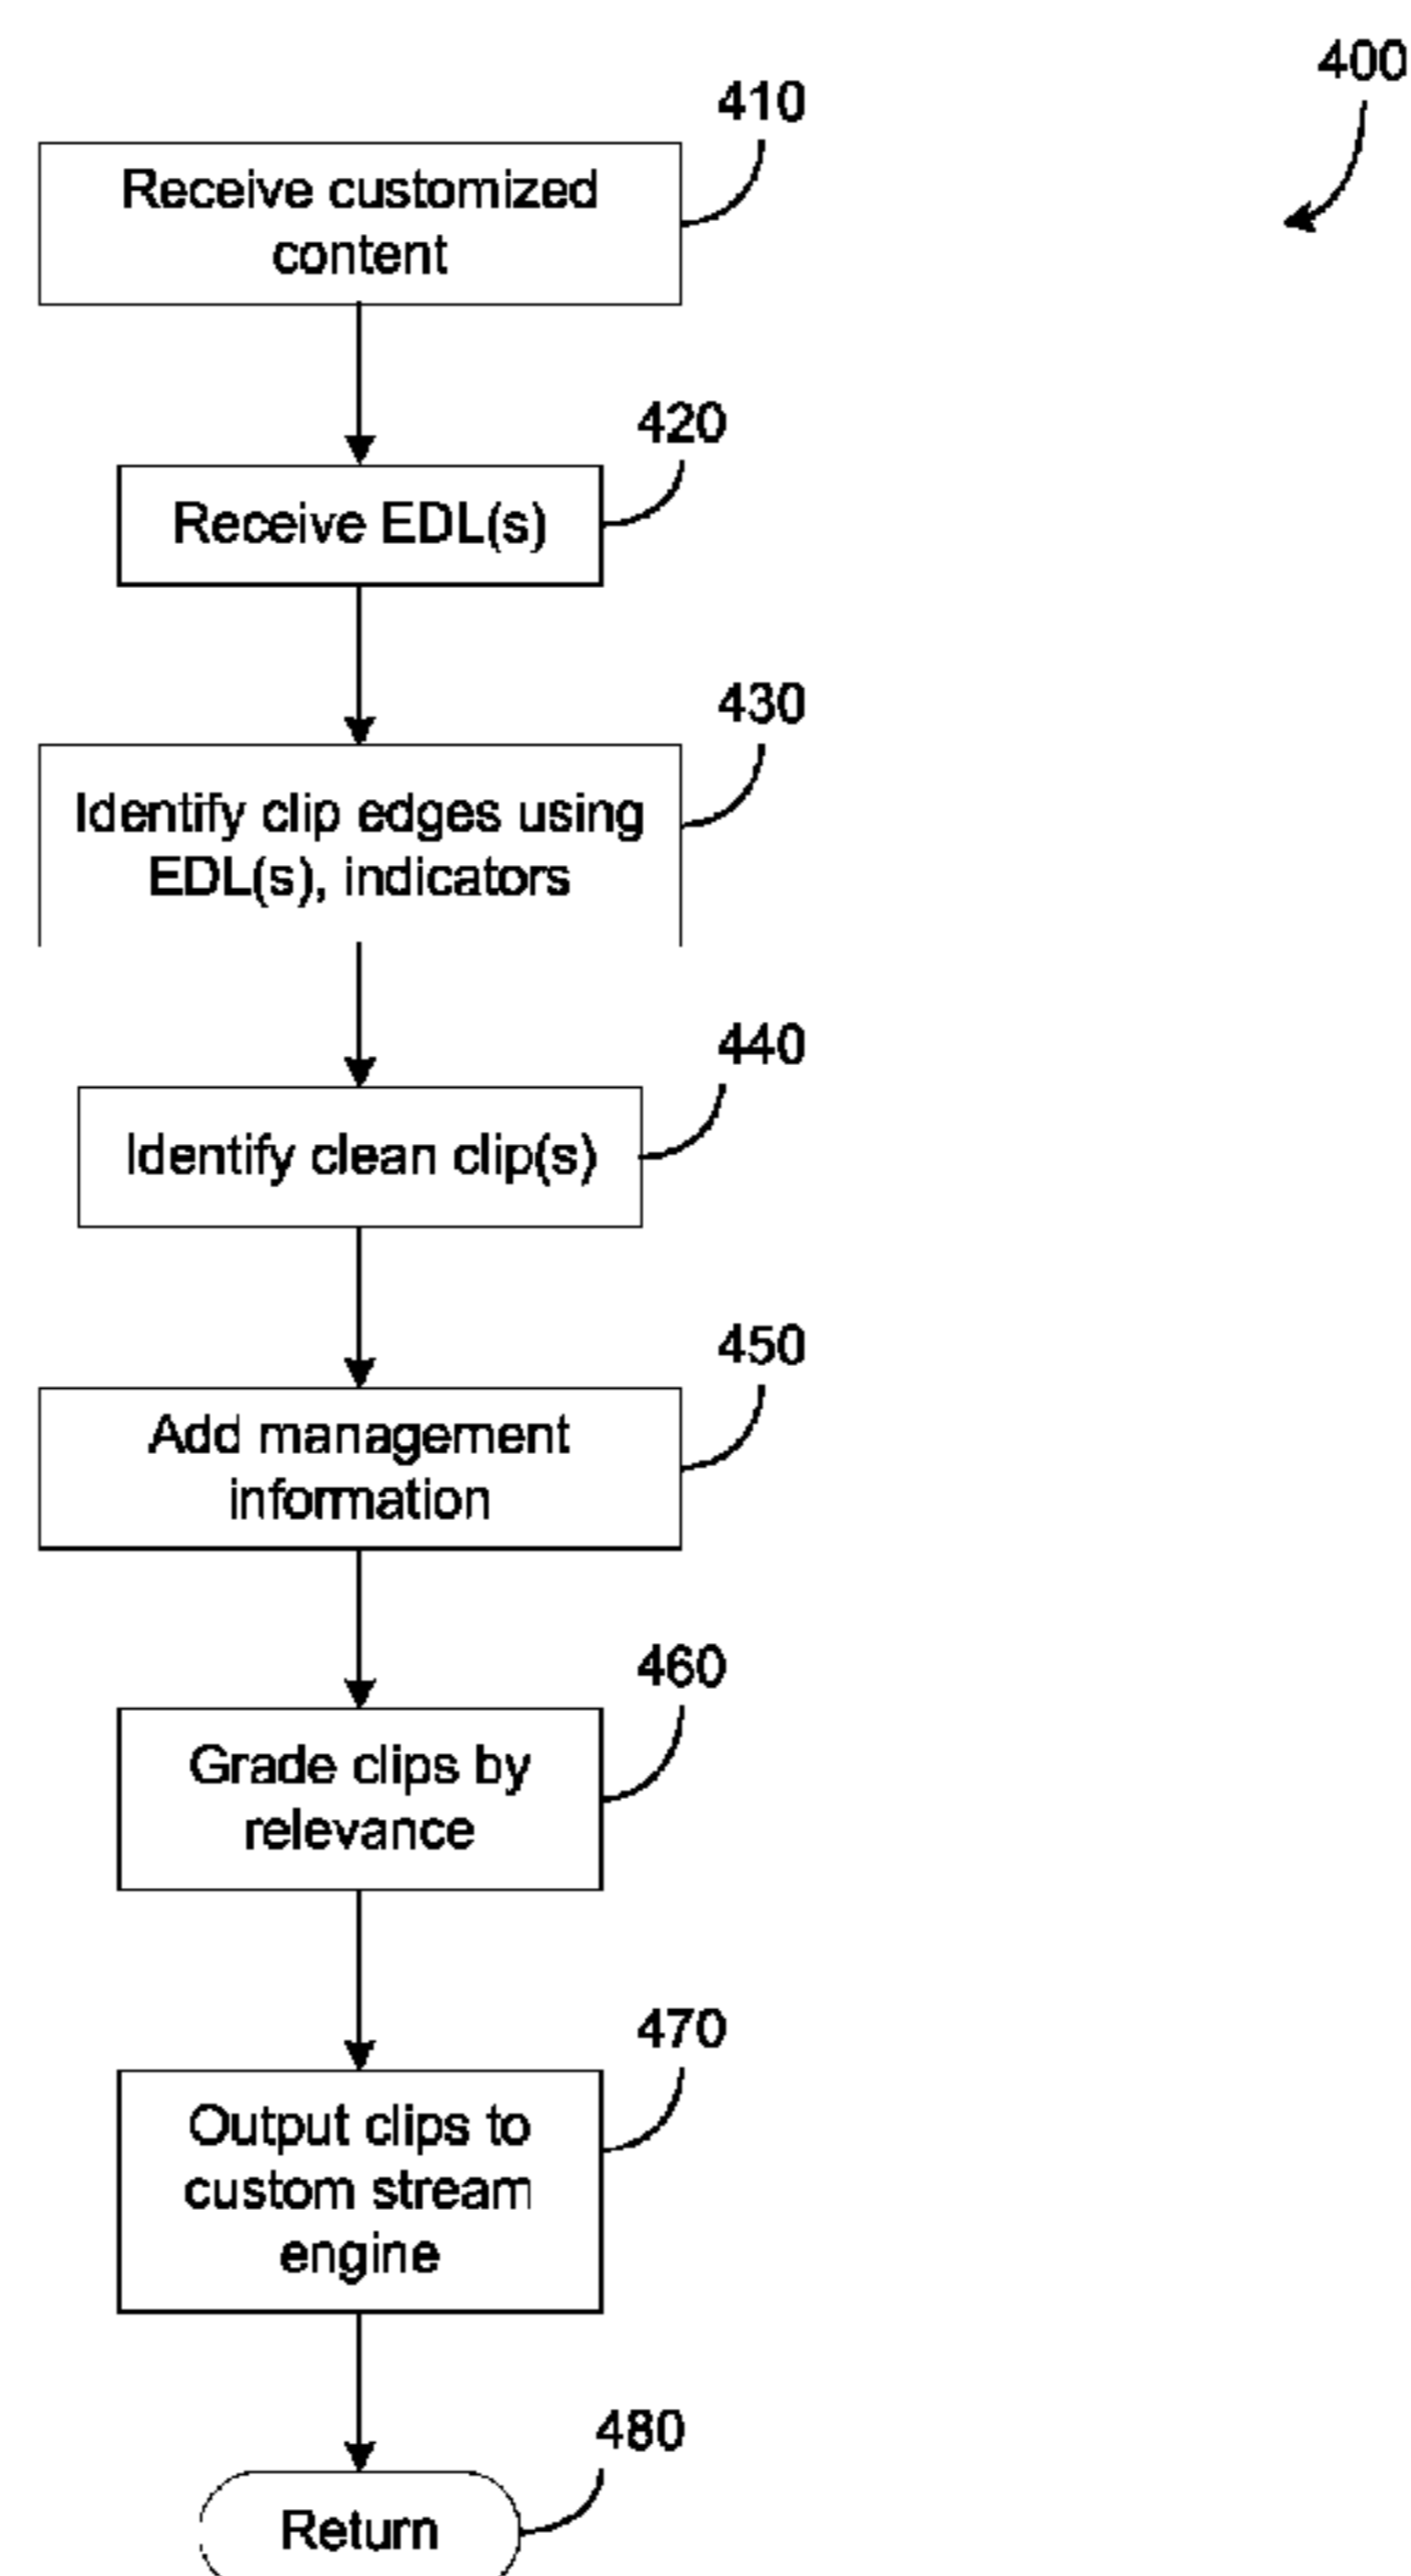 400
410
Receive customized
content
420
Receive EDL(s)
430
Identify clip edges using
EDL(s), indicators
440
Identify clean clip(s)
450
Add management
information
460
Grade clips by
relevance
470
Output clips to
custom stream
engine
480
Return